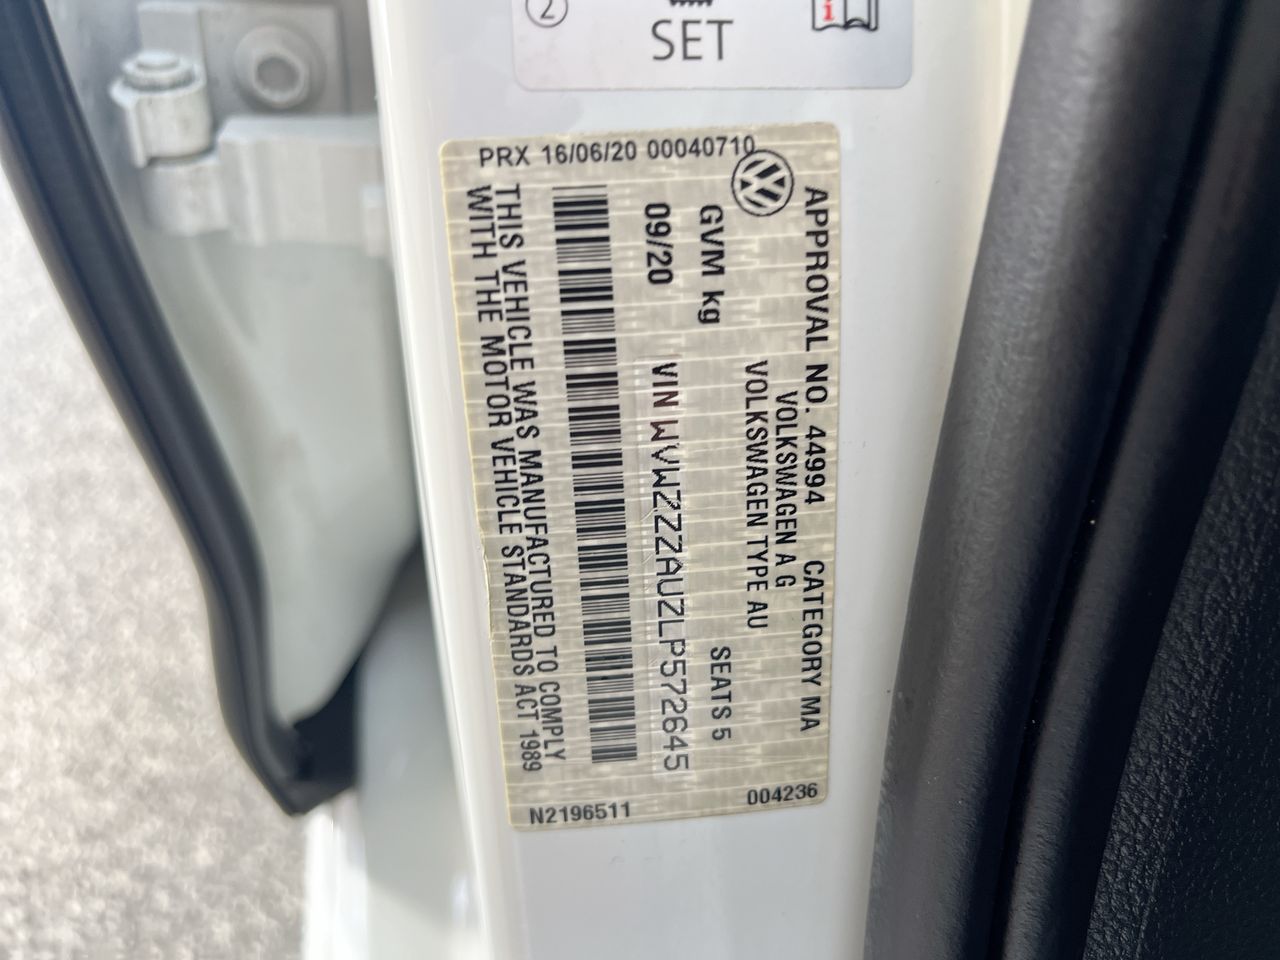 2
SET
i
PRX 16/06/20 00040710
APPROVAL NO. 44994 CATEGORY MA
VOLKSWAGEN A G
VOLKSWAGEN TYPE AU
GVM kg SEATS 5
09/20 VIN WVWZZZAUZLP572645
THIS VEHICLE WAS MANUFACTURED TO COMPLY
WITH THE MOTOR VEHICLE STANDARDS ACT 1989
N2196511 004236